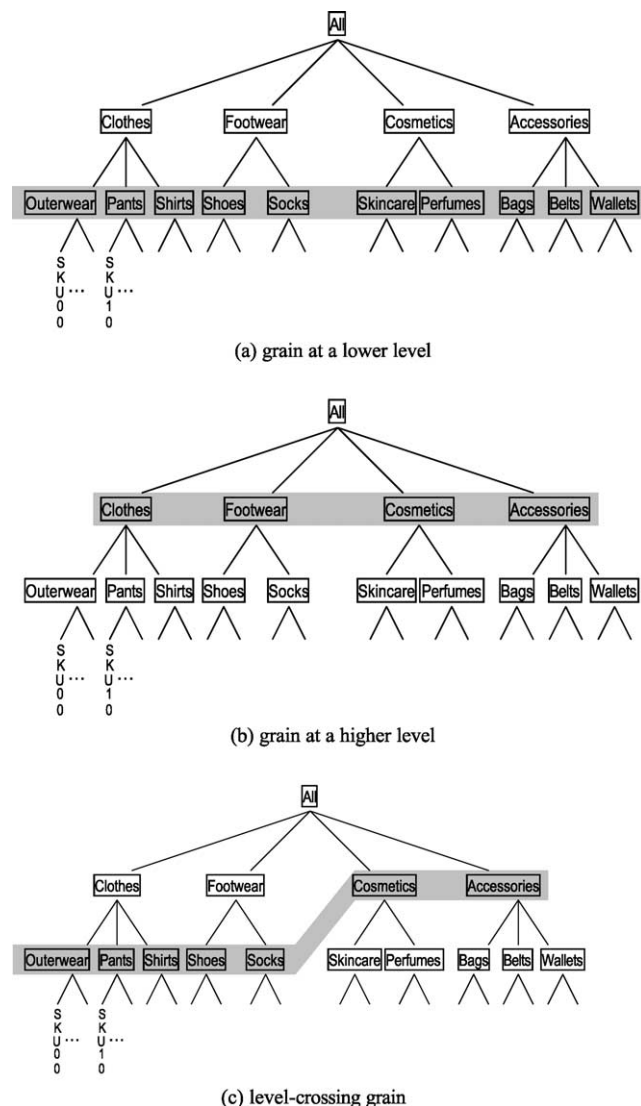 All
Clothes Footwear Cosmetics Accessories
Outerwear Pants Shirts Shoes Socks Skincare Perfumes Bags Belts Wallets
S S
K K
U ... U ...
0 1
0 0
(a) grain at a lower level
All
Clothes Footwear Cosmetics Accessories
Outerwear Pants Shirts Shoes Socks Skincare Perfumes Bags Belts Wallets
S S
K K
U ... U ...
0 1
0 0
(b) grain at a higher level
All
Clothes Footwear Cosmetics Accessories
Outerwear Pants Shirts Shoes Socks Skincare Perfumes Bags Belts Wallets
S S
K K
U ... U ...
0 1
0 0
(c) level-crossing grain